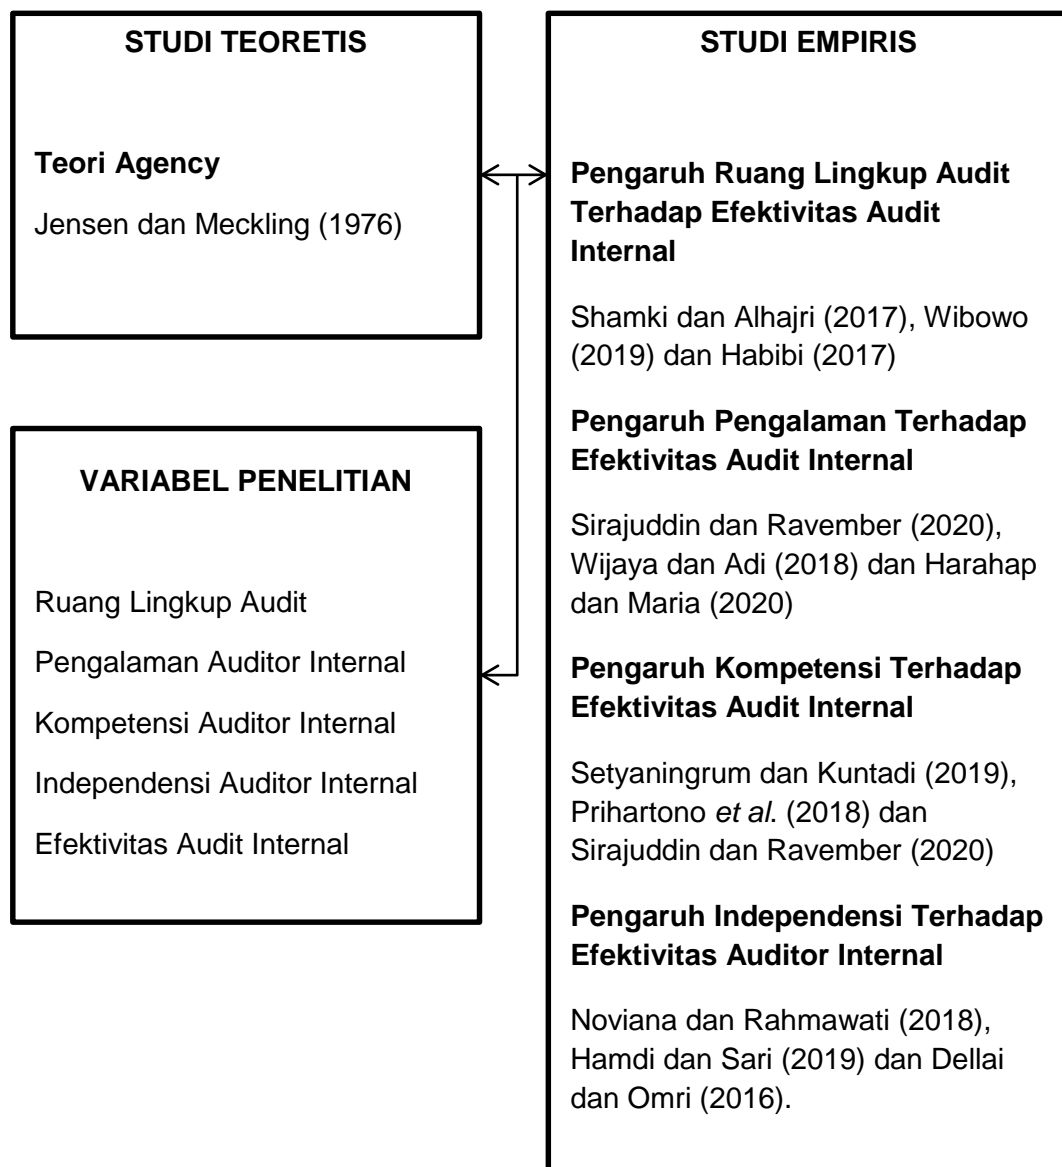 STUDI TEORETIS
Teori Agency
Jensen dan Meckling (1976)
VARIABEL PENELITIAN
Ruang Lingkup Audit
Pengalaman Auditor Internal
Kompetensi Auditor Internal
Independensi Auditor Internal
Efektivitas Audit Internal
STUDI EMPIRIS
Pengaruh Ruang Lingkup Audit
Terhadap Efektivitas Audit
Internal
Shamki dan Alhajri (2017), Wibowo
(2019) dan Habibi (2017)
Pengaruh Pengalaman Terhadap
Efektivitas Audit Internal
Sirajuddin dan Ravember (2020),
Wijaya dan Adi (2018) dan Harahap
dan Maria (2020)
Pengaruh Kompetensi Terhadap
Efektivitas Audit Internal
Setyaningrum dan Kuntadi (2019),
Prihartono et al. (2018) dan
Sirajuddin dan Ravember (2020)
Pengaruh Independensi Terhadap
Efektivitas Auditor Internal
Noviana dan Rahmawati (2018),
Hamdi dan Sari (2019) dan Dellai
dan Omri (2016).